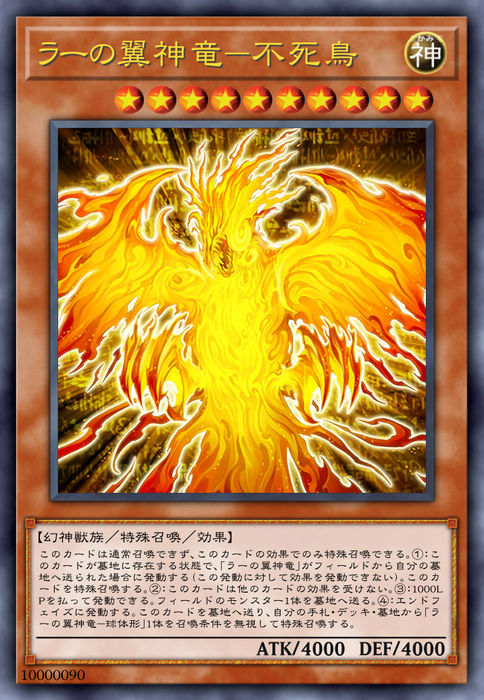 ラーの翼神竜－不死鳥
かみ
神
【幻神獣族／特殊召喚／効果】
このカードは通常召喚できず、このカードの効果でのみ特殊召喚できる。①：こ
のカードが墓地に存在する状態で、「ラーの翼神竜」がフィールドから自分の墓
地へ送られた場合に発動する（この発動に対して効果を発動できない）。このカ
ードを特殊召喚する。②：このカードは他のカードの効果を受けない。③：1000L
Pを払って発動できる。フィールドのモンスター1体を墓地へ送る。④：エンドフ
ェイズに発動する。このカードを墓地へ送り、自分の手札・デッキ・墓地から「ラ
ーの翼神竜－球体形」1体を召喚条件を無視して特殊召喚する。
ATK/4000 DEF/4000
10000090